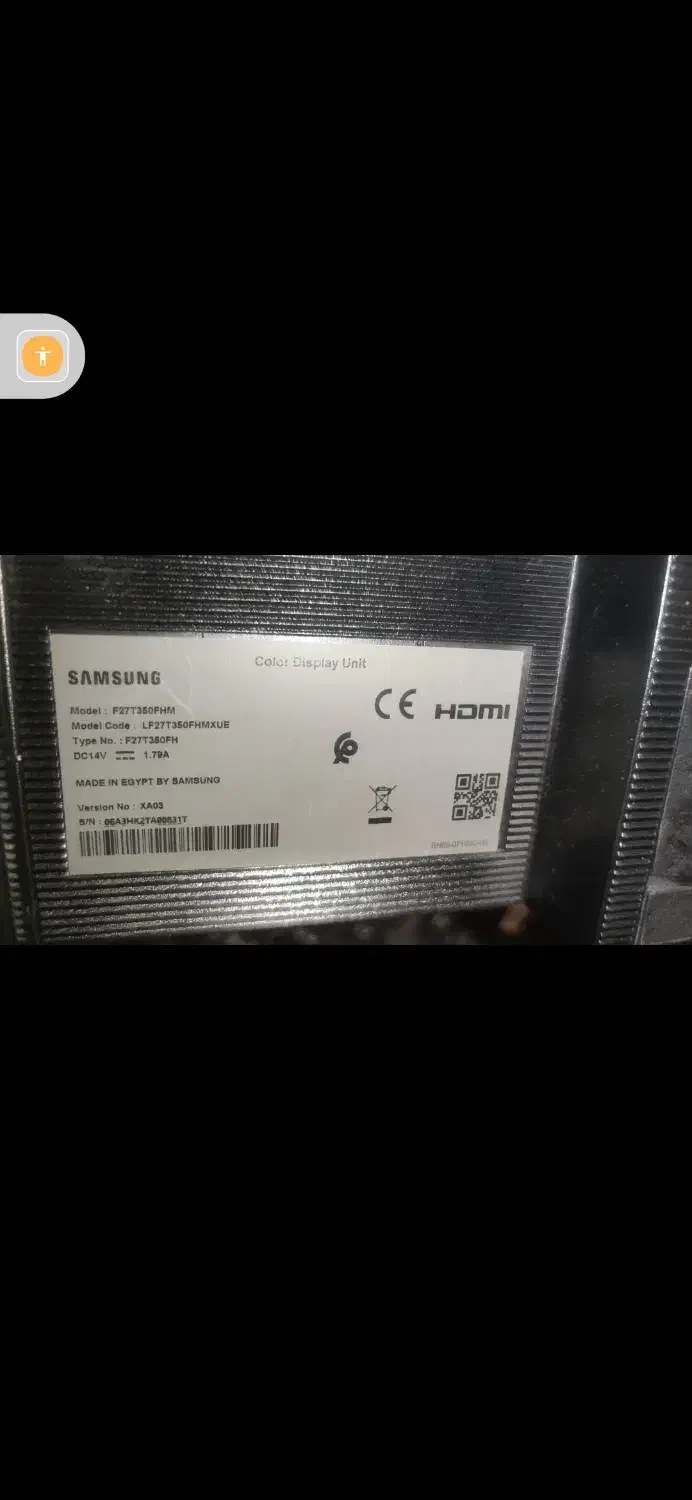 Color Display Unit
SAMSUNG
CE HDMI
Model : F27T350FHM
Model Code : LF27T350FHMXUE
Type No. : F27T350FH
DC14V 1.79A
MADE IN EGYPT BY SAMSUNG
Version No : XA03
S/N :